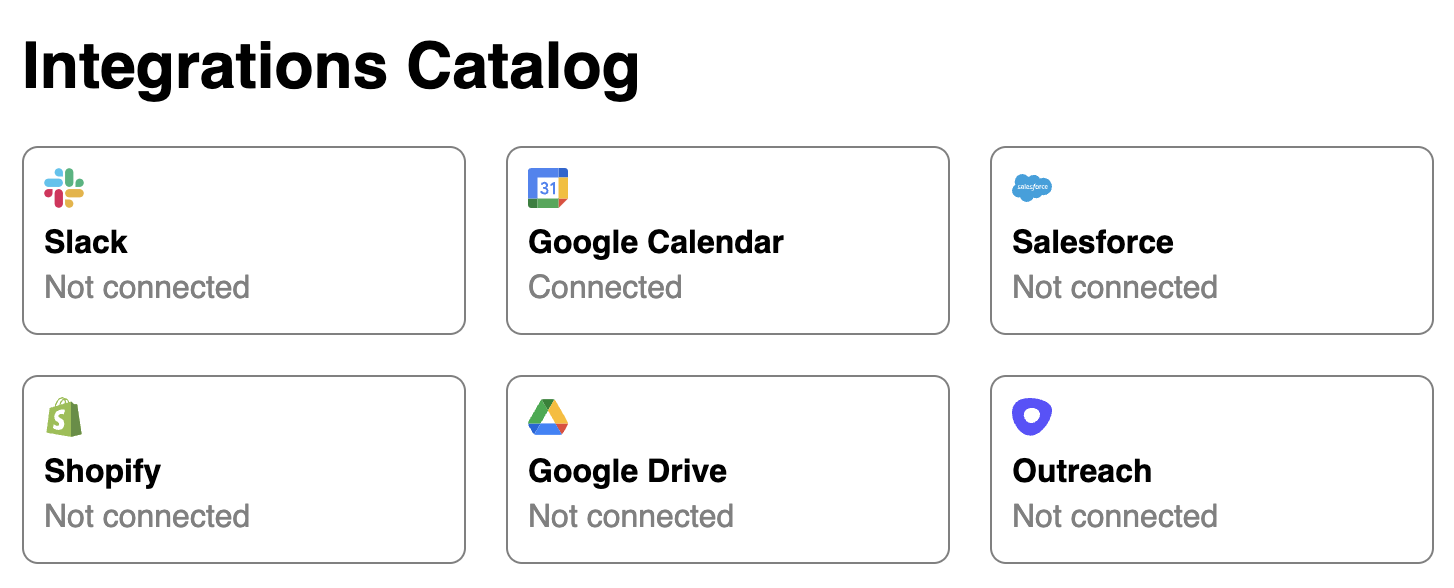 Integrations Catalog
31
salesforce
Slack
Google Calendar
Salesforce
Not connected
Connected
Not connected
S
Shopify
Google Drive
Outreach
Not connected
Not connected
Not connected